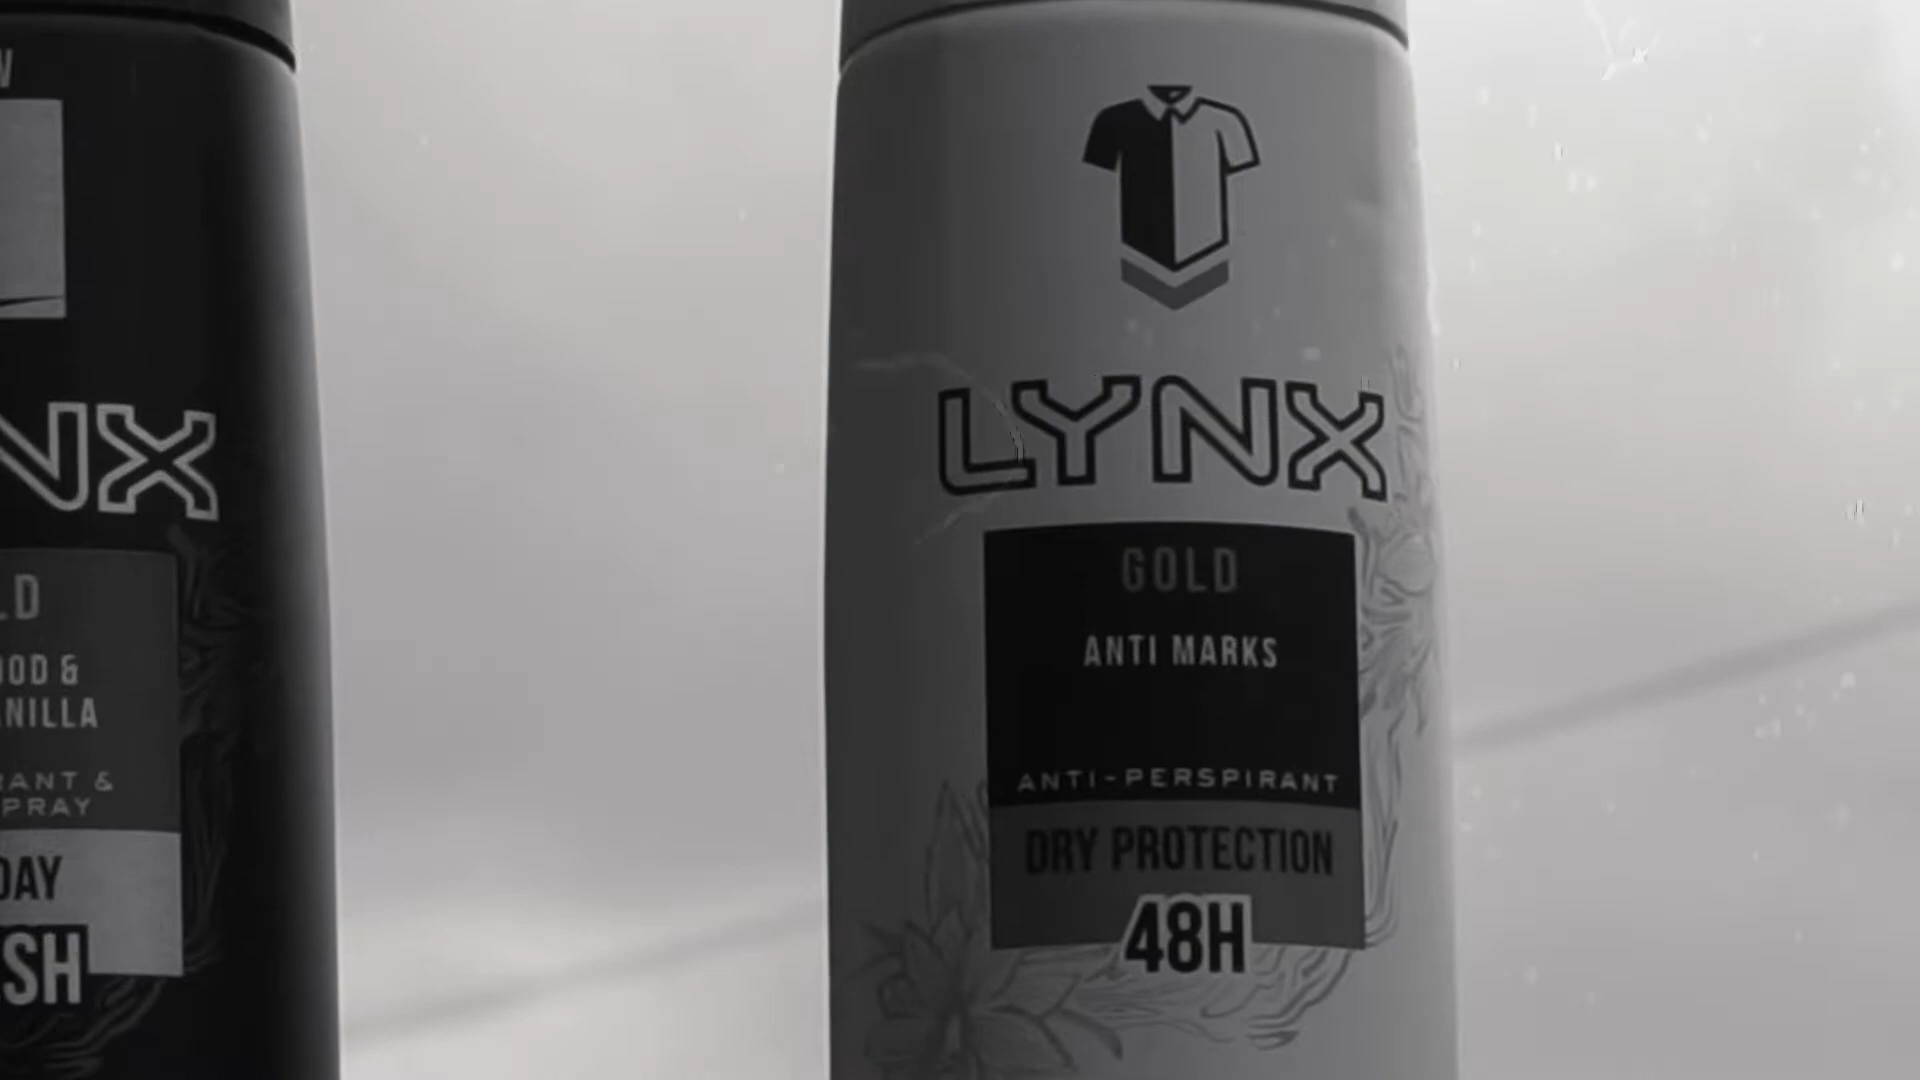 NX
LD
OOD &
ANILLA
RANT &
PRAY
DAY
SH
LYNX
GOLD
ANTI MARKS
ANTI-PERSPIRANT
DRY PROTECTION
48H